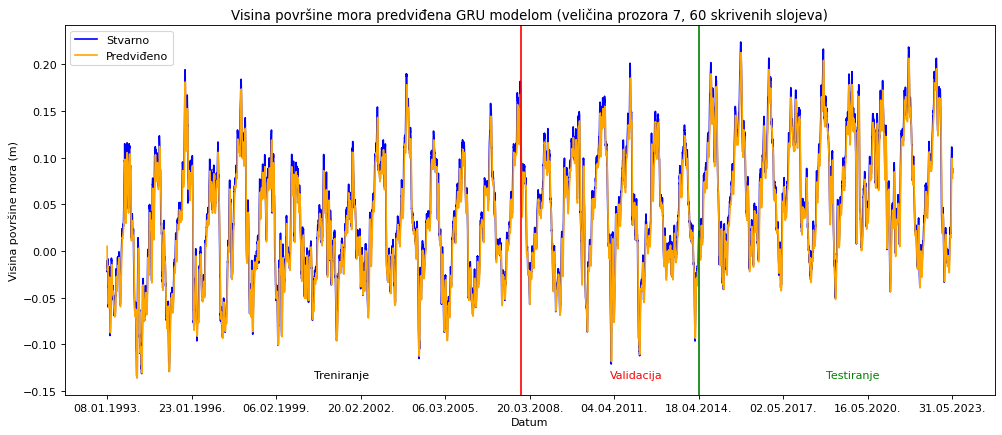 Visina površine mora predviđena GRU modelom (veličina prozora 7, 60 skrivenih slojeva)
Stvarno
Predviđeno
Visina površine mora (m)
0.20
0.15
0.10
0.05
0.00
−0.05
−0.10
−0.15
Treniranje
Validacija
Testiranje
08.01.1993. 23.01.1996. 06.02.1999. 20.02.2002. 06.03.2005. 20.03.2008. 04.04.2011. 18.04.2014. 02.05.2017. 16.05.2020. 31.05.2023.
Datum